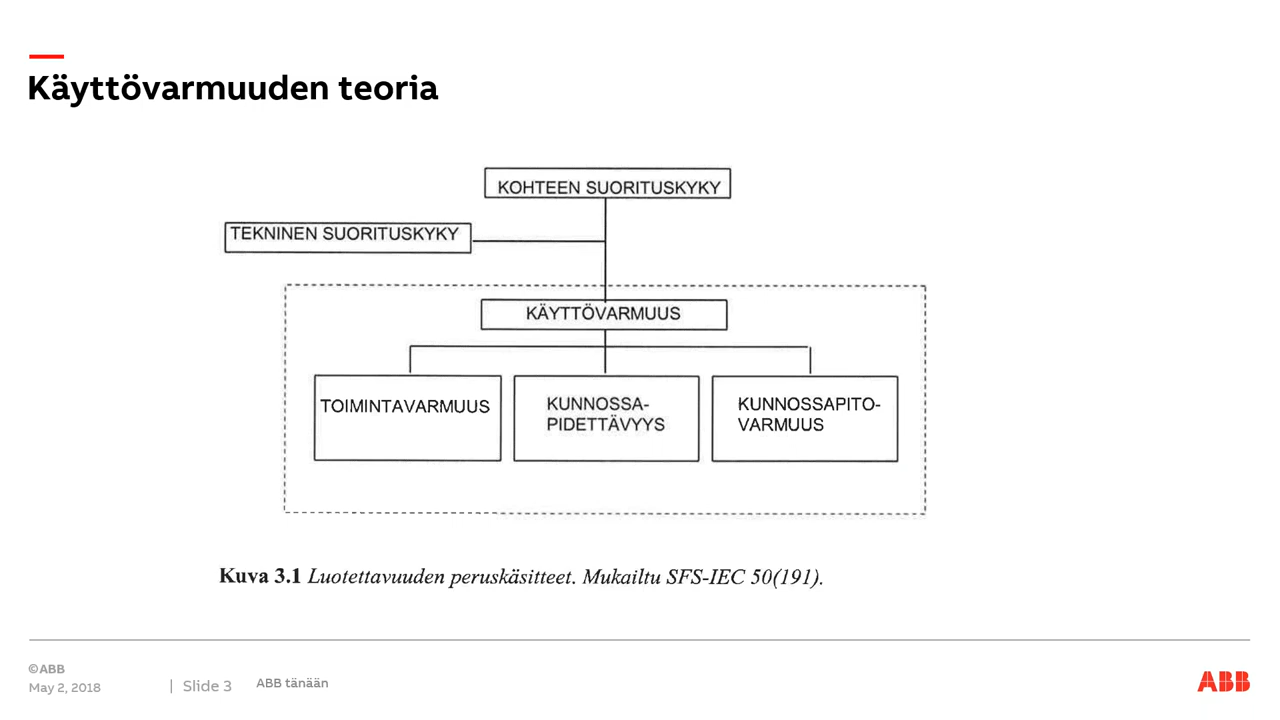 Käyttövarmuuden teoria
KOHTEEN SUORITUSKYKY
TEKNINEN SUORITUSKYKY
KÄYTTÖVARMUUS
TOIMINTAVARMUUS
KUNNOSSA-
PIDETTÄVYYS
KUNNOSSAPITO-
VARMUUS
Kuva 3.1 Luotettavuuden peruskäsitteet. Mukailtu SFS-IEC 50(191).
©ABB
May 2, 2018
| Slide 3
ABB tänään
ABB